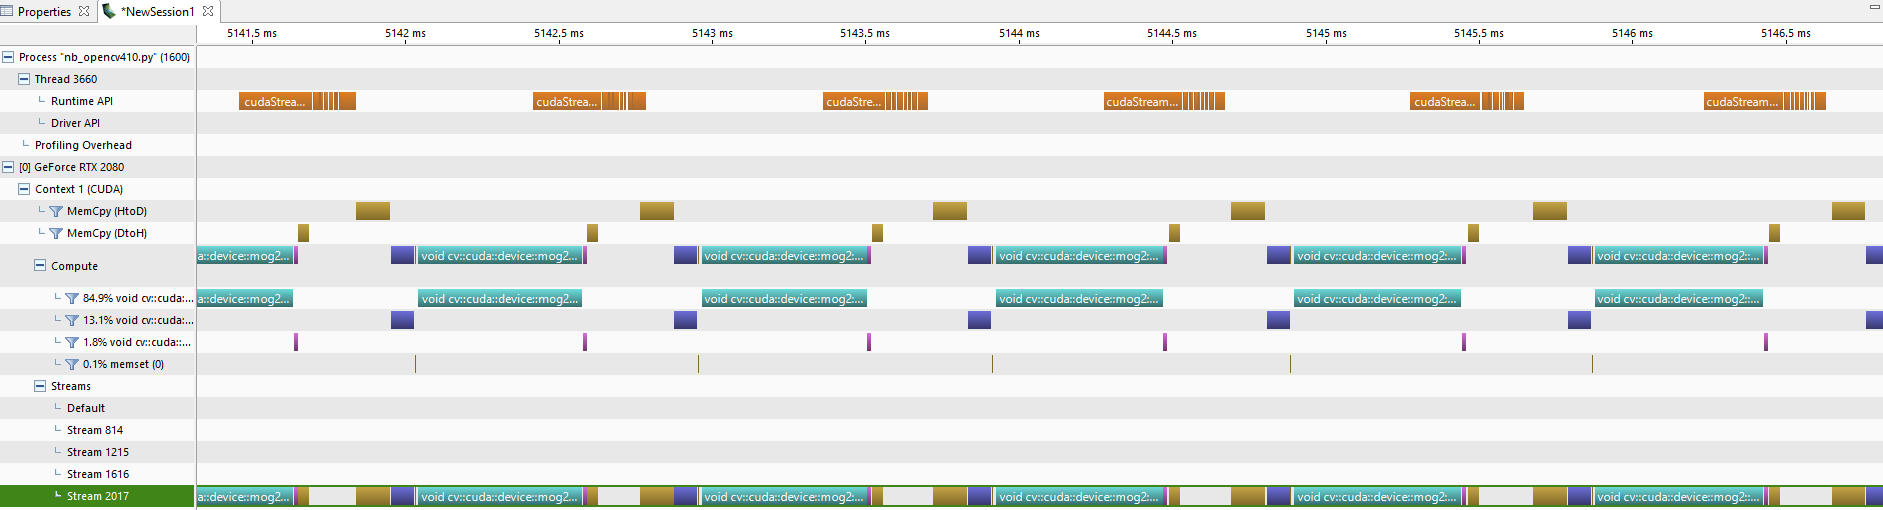 Properties *NewSession1
5141.5 ms 5142 ms 5142.5 ms 5143 ms 5143.5 ms 5144 ms 5144.5 ms 5145 ms 5145.5 ms 5146 ms 5146.5 ms
Process "nb_opencv410.py" (1600)
Thread 3660
Runtime API cudaStrea... cudaStrea... cudaStre... cudaStream... cudaStrea... cudaStream...
Driver API
Profiling Overhead
[0] GeForce RTX 2080
Context 1 (CUDA)
MemCpy (HtoD)
MemCpy (DtoH)
a::device::mog2... void cv::cuda::device::mog2... void cv::cuda::device::mog2:... void cv::cuda::device::mog2:... void cv::cuda::device::mog2:... void cv::cuda::device::mog2:...
Compute
84.9% void cv::cuda:... a::device::mog2... void cv::cuda::device::mog2... void cv::cuda::device::mog2:... void cv::cuda::device::mog2:... void cv::cuda::device::mog2:... void cv::cuda::device::mog2:...
13.1% void cv::cuda:...
1.8% void cv::cuda::...
0.1% memset (0)
Streams
Default
Stream 814
Stream 1215
Stream 1616
Stream 2017 a::device::mog2... void cv::cuda::device::mog2... void cv::cuda::device::mog2:... void cv::cuda::device::mog2:... void cv::cuda::device::mog2:... void cv::cuda::device::mog2:...